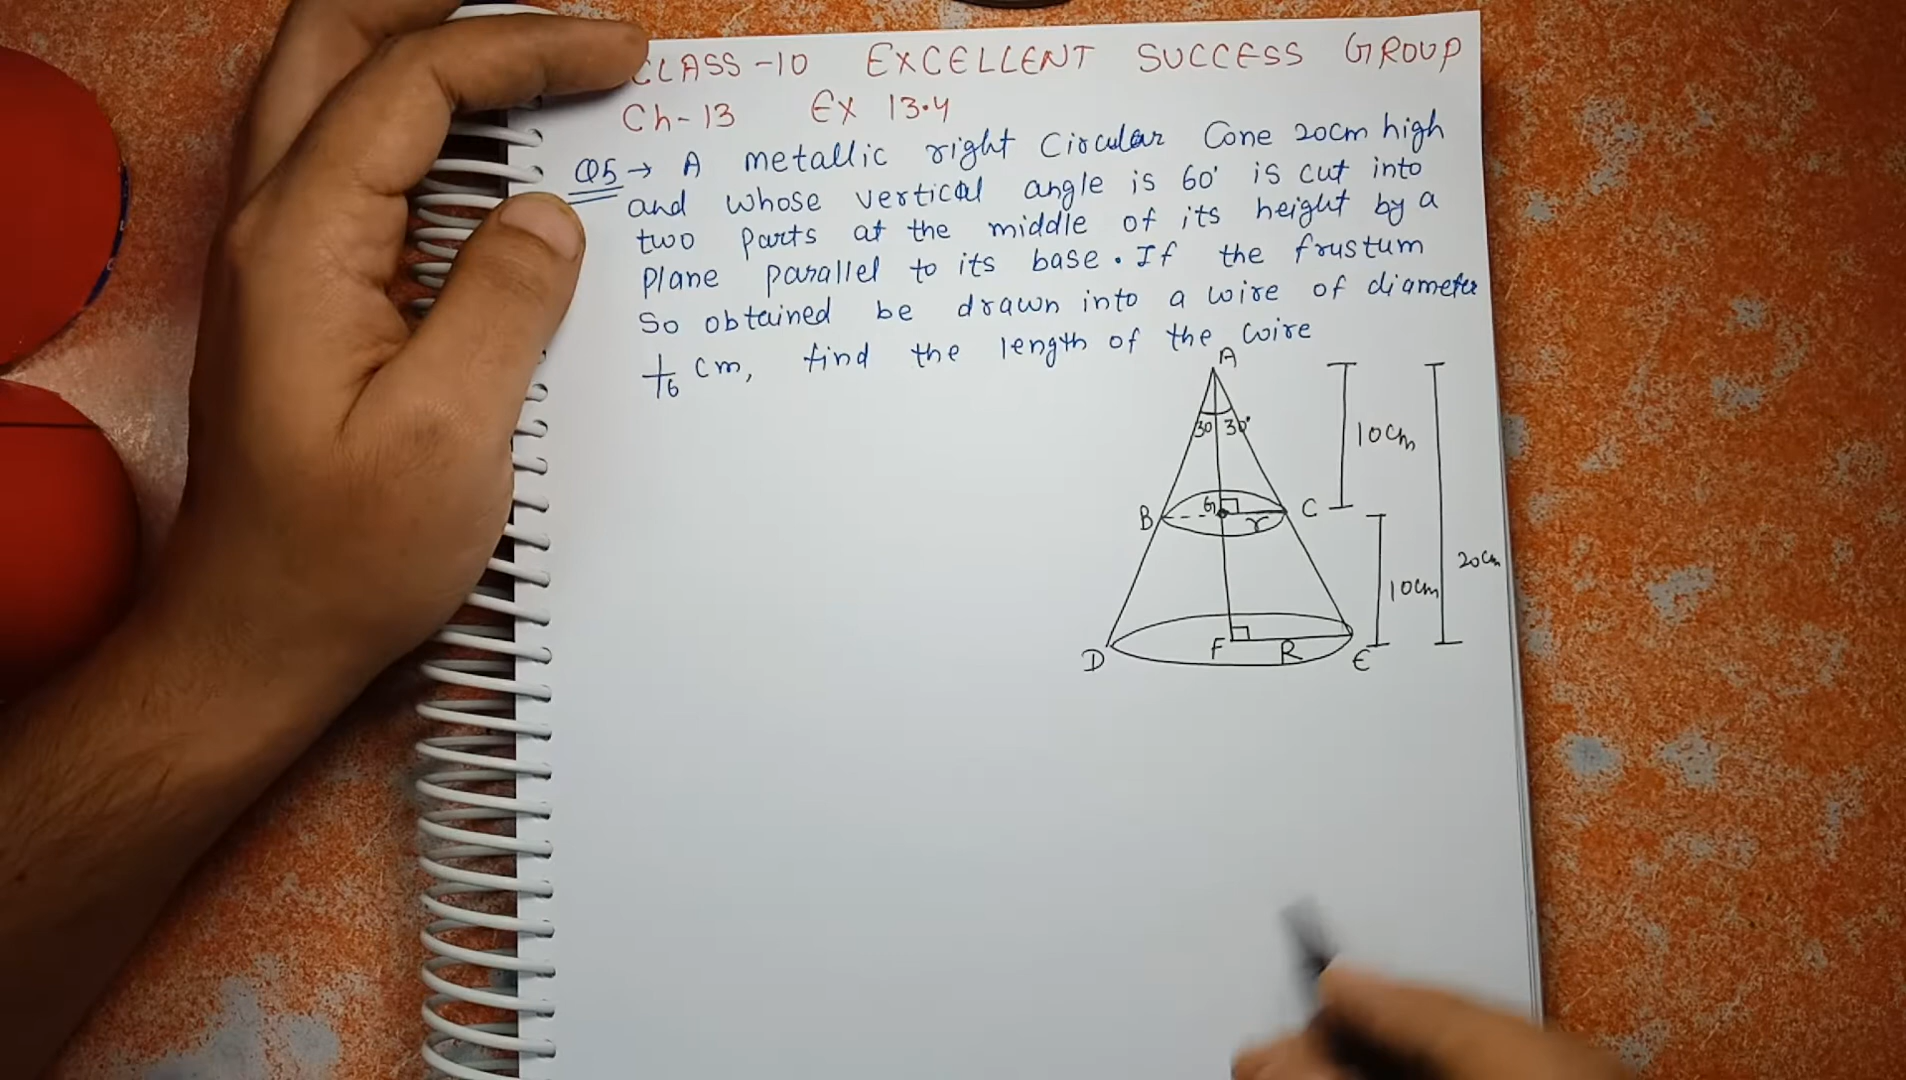 CLASS-10 EXCELLENT SUCCESS GROUP
Ch-13 Ex 13.4
Q5 → A metallic right Circular Cone 20cm high
and whose vertical angle is 60° is cut into
two parts at the middle of its height by a
Plane parallel to its base. If the frustum
So obtained be drawn into a wire of diameter
1/16 cm, find the length of the wire
A
30 30°
10cm
B G r C
20cm
10cm
D F R E